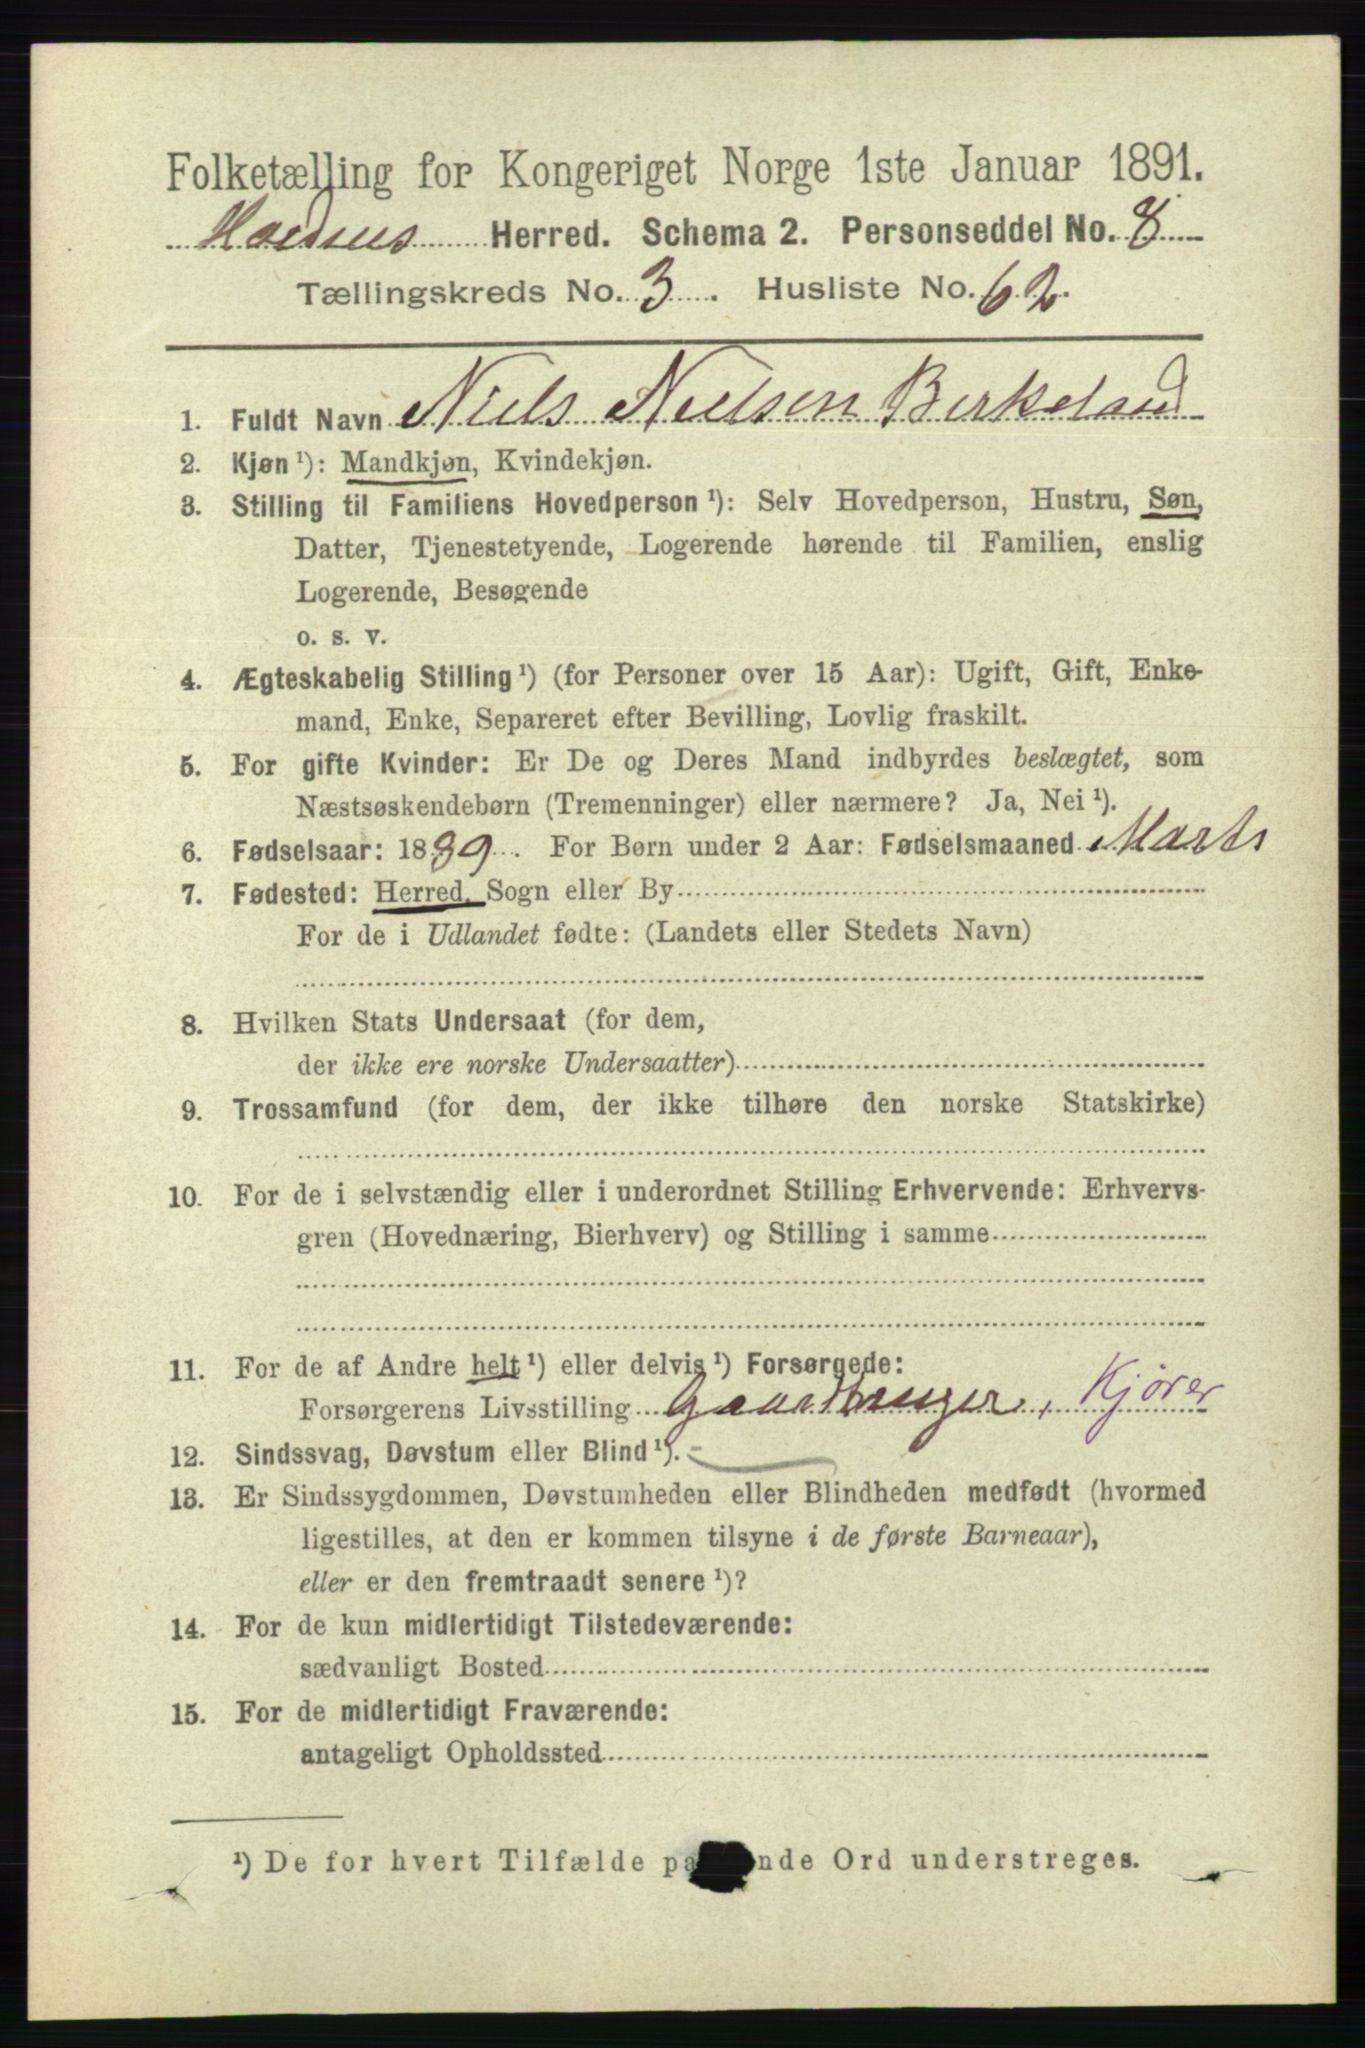 Folketælling for Kongeriget Norge 1ste Januar 1891.
Herred. Schema 2. Personseddel No. 8
Tællingskreds No. 3. Husliste No. 62.
1. Fuldt Navn Niels Nielsen Birkeland
2. Kjøn ¹): Mandkjøn, Kvindekjøn.
3. Stilling til Familiens Hovedperson ¹): Selv Hovedperson, Hustru, Søn,
Datter, Tjenestetyende, Logerende hørende til Familien, enslig
Logerende, Besøgende
o. s. v.
4. Ægteskabelig Stilling ¹) (for Personer over 15 Aar): Ugift, Gift, Enke-
mand, Enke, Separeret efter Bevilling, Lovlig fraskilt.
5. For gifte Kvinder: Er De og Deres Mand indbyrdes beslægtet, som
Næstsøskendebørn (Tremenninger) eller nærmere? Ja, Nei ¹).
6. Fødselsaar: 1889. For Børn under 2 Aar: Fødselsmaaned Marts
7. Fødested: Herred, Sogn eller By
For de i Udlandet fødte: (Landets eller Stedets Navn)
8. Hvilken Stats Undersaat (for dem,
der ikke ere norske Undersaatter)
9. Trossamfund (for dem, der ikke tilhøre den norske Statskirke)
10. For de i selvstændig eller i underordnet Stilling Erhvervende: Erhvervs-
gren (Hovednæring, Bierhverv) og Stilling i samme
11. For de af Andre helt ¹) eller delvis ¹) Forsørgede:
Forsørgerens Livsstilling Gaardbruger, Kjører
12. Sindssvag, Døvstum eller Blind ¹). -
13. Er Sindssygdommen, Døvstumheden eller Blindheden medfødt (hvormed
ligestilles, at den er kommen tilsyne i de første Barneaar),
eller er den fremtraadt senere ¹)?
14. For de kun midlertidigt Tilstedeværende:
sædvanligt Bosted
15. For de midlertidigt Fraværende:
antageligt Opholdssted
¹) De for hvert Tilfælde pa nde Ord understreges.